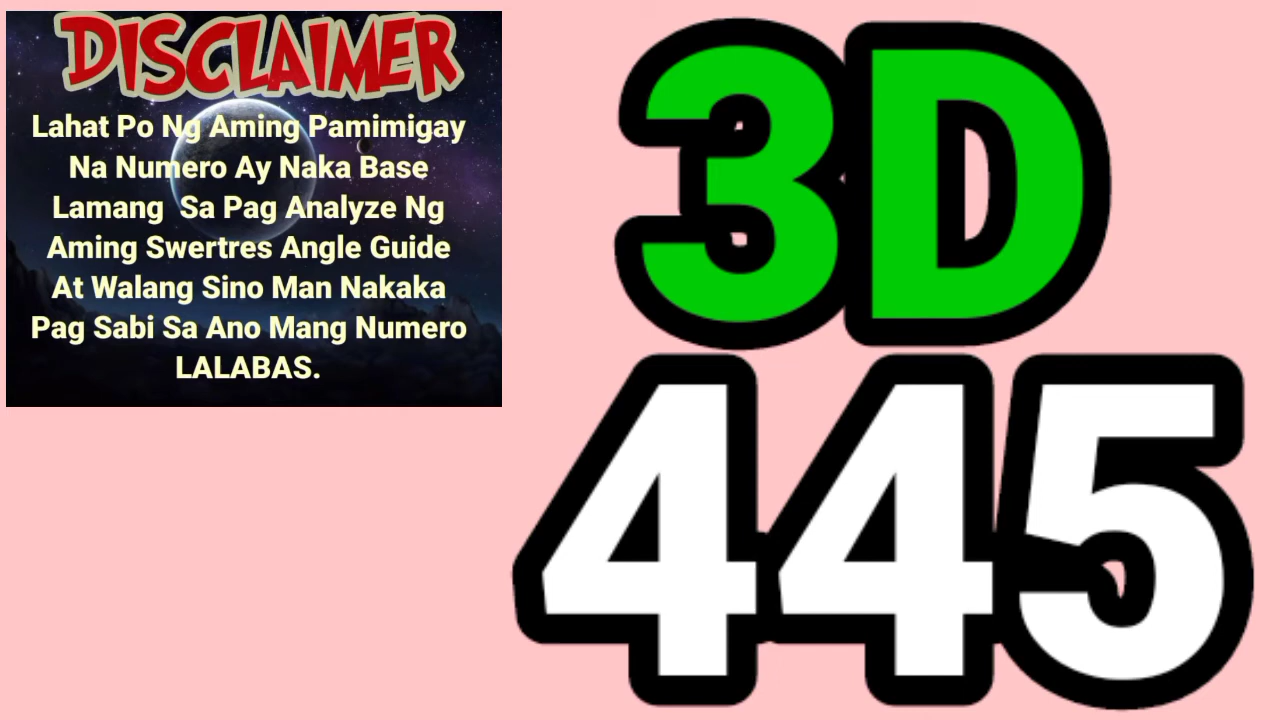 DISCLAIMER
Lahat Po Ng Aming Pamimigay
Na Numero Ay Naka Base
Lamang Sa Pag Analyze Ng
Aming Swertres Angle Guide
At Walang Sino Man Nakaka
Pag Sabi Sa Ano Mang Numero
LALABAS.
3D
445